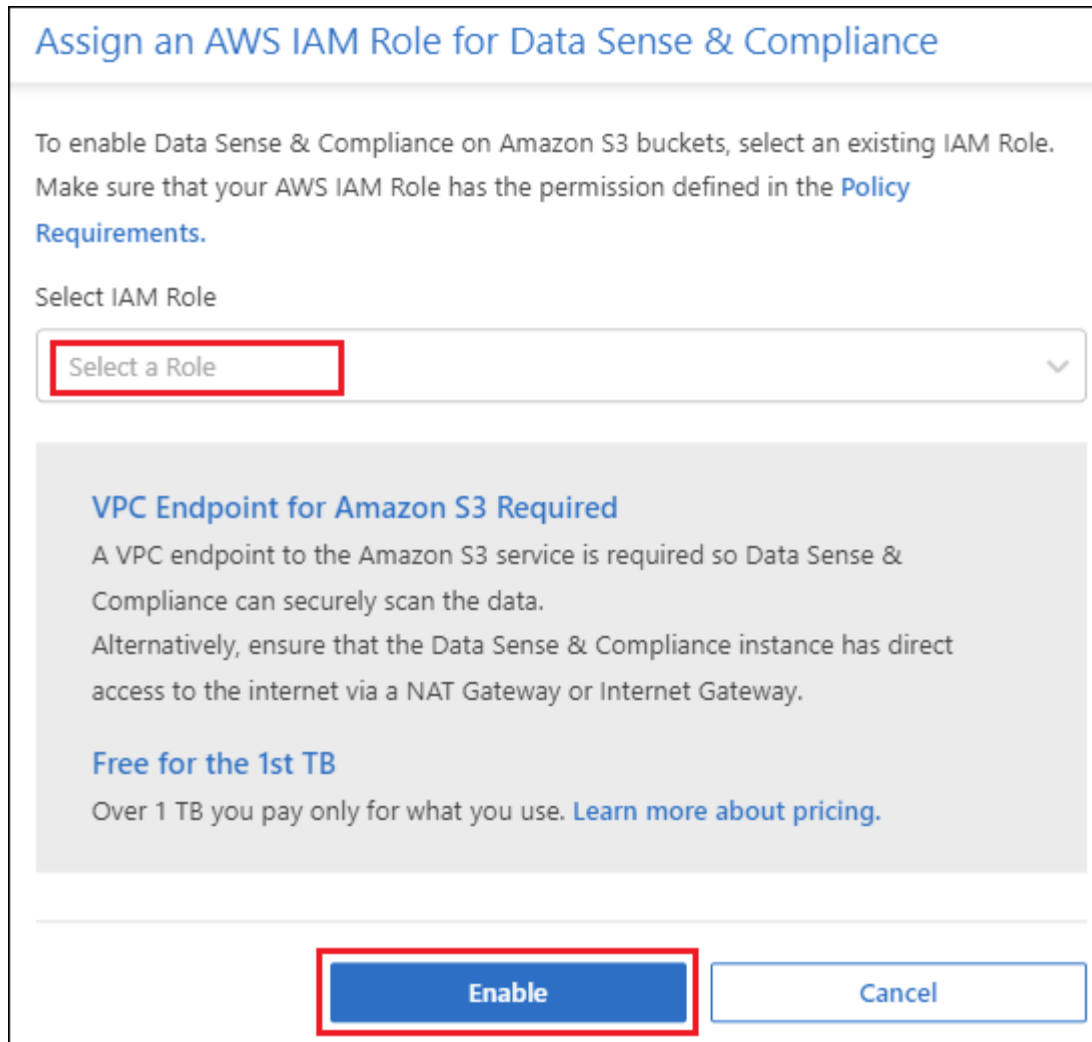 Assign an AWS IAM Role for Data Sense & Compliance
To enable Data Sense & Compliance on Amazon S3 buckets, select an existing IAM Role.
Make sure that your AWS IAM Role has the permission defined in the Policy
Requirements.
Select IAM Role
Select a Role
VPC Endpoint for Amazon S3 Required
A VPC endpoint to the Amazon S3 service is required so Data Sense &
Compliance can securely scan the data.
Alternatively, ensure that the Data Sense & Compliance instance has direct
access to the internet via a NAT Gateway or Internet Gateway.
Free for the 1st TB
Over 1 TB you pay only for what you use. Learn more about pricing.
Enable
Cancel